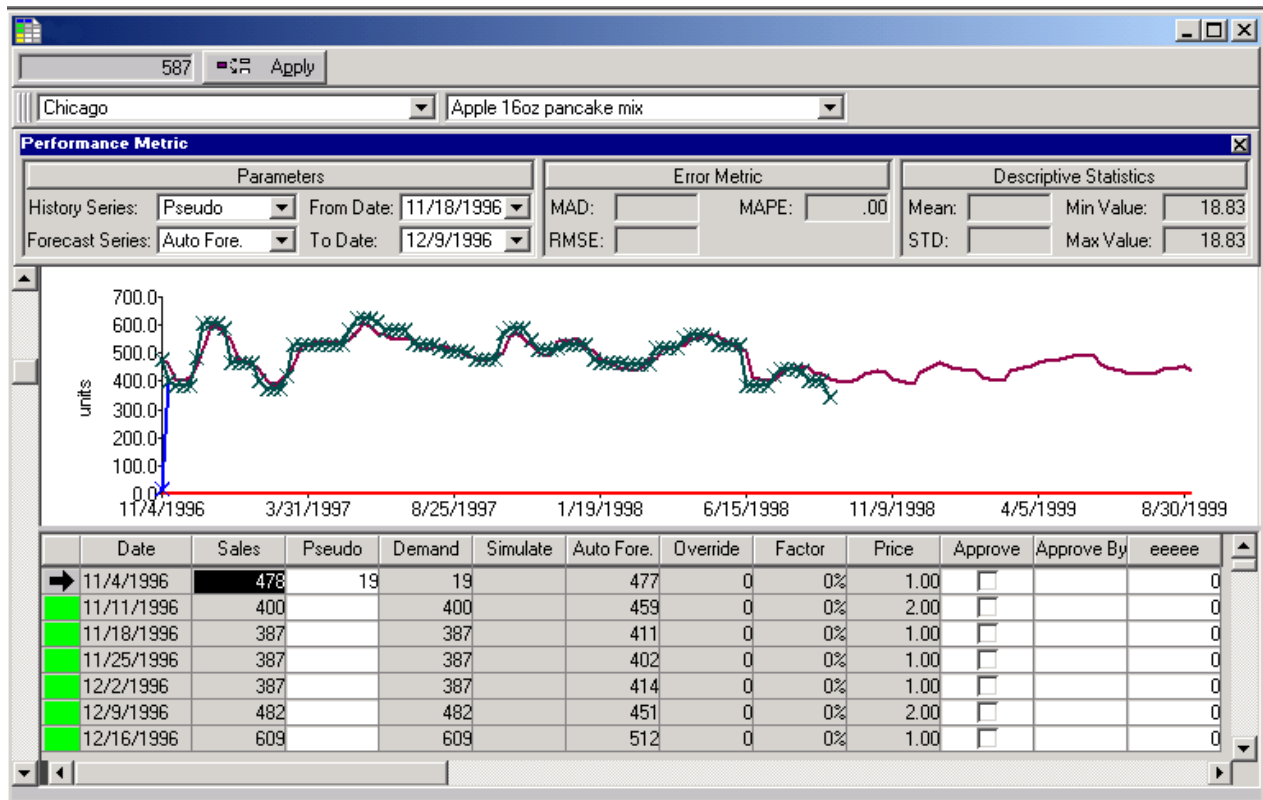 587 Apply
Chicago Apple 16oz pancake mix
Performance Metric
Parameters Error Metric Descriptive Statistics
History Series: Pseudo From Date: 11/18/1996 MAD: MAPE: .00 Mean: Min Value: 18.83
Forecast Series: Auto Fore. To Date: 12/9/1996 RMSE: STD: Max Value: 18.83
700.0
600.0
500.0
400.0
300.0
200.0
100.0
0.0
units
11/4/1996 3/31/1997 8/25/1997 1/19/1998 6/15/1998 11/9/1998 4/5/1999 8/30/1999
Date Sales Pseudo Demand Simulate Auto Fore. Override Factor Price Approve Approve By eeeee
11/4/1996 478 19 19 477 0 0% 1.00 0
11/11/1996 400 400 459 0 0% 2.00 0
11/18/1996 387 387 411 0 0% 1.00 0
11/25/1996 387 387 402 0 0% 1.00 0
12/2/1996 387 387 414 0 0% 1.00 0
12/9/1996 482 482 451 0 0% 2.00 0
12/16/1996 609 609 512 0 0% 1.00 0